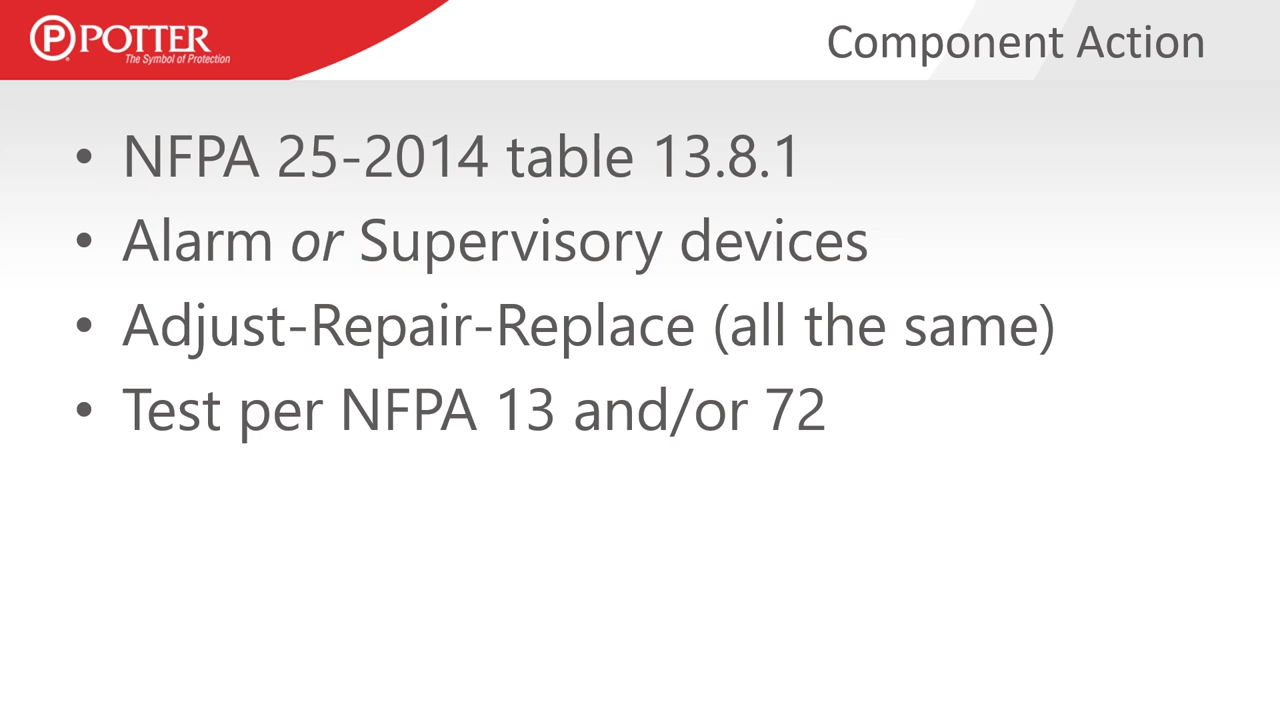 POTTER
The Symbol of Protection
Component Action
• NFPA 25-2014 table 13.8.1
• Alarm or Supervisory devices
• Adjust-Repair-Replace (all the same)
• Test per NFPA 13 and/or 72